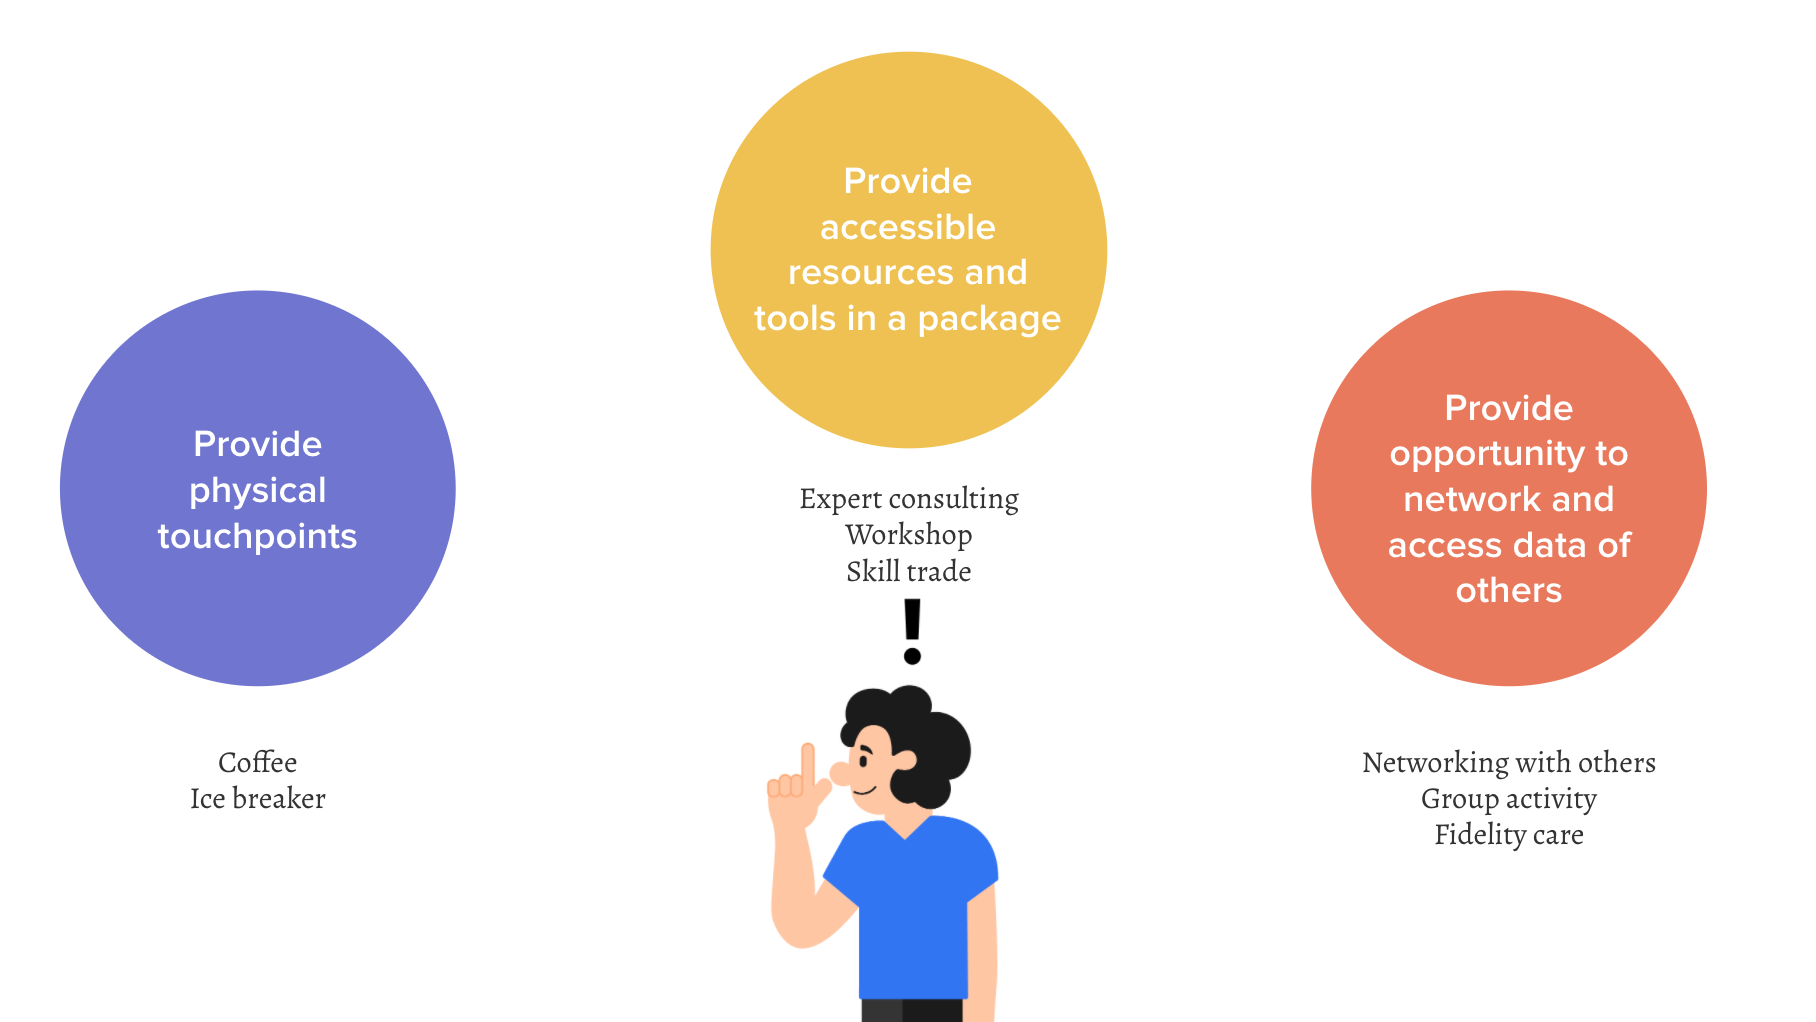 Provide
physical
touchpoints
Coffee
Ice breaker
Provide
accessible
resources and
tools in a package
Expert consulting
Workshop
Skill trade
!
Provide
opportunity to
network and
access data of
others
Networking with others
Group activity
Fidelity care